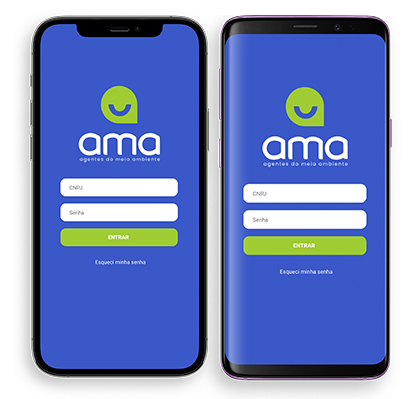 ama
agentes do meio ambiente
CNPJ
Senha
ENTRAR
Esqueci minha senha
ama
agentes do meio ambiente
CNPJ
Senha
ENTRAR
Esqueci minha senha